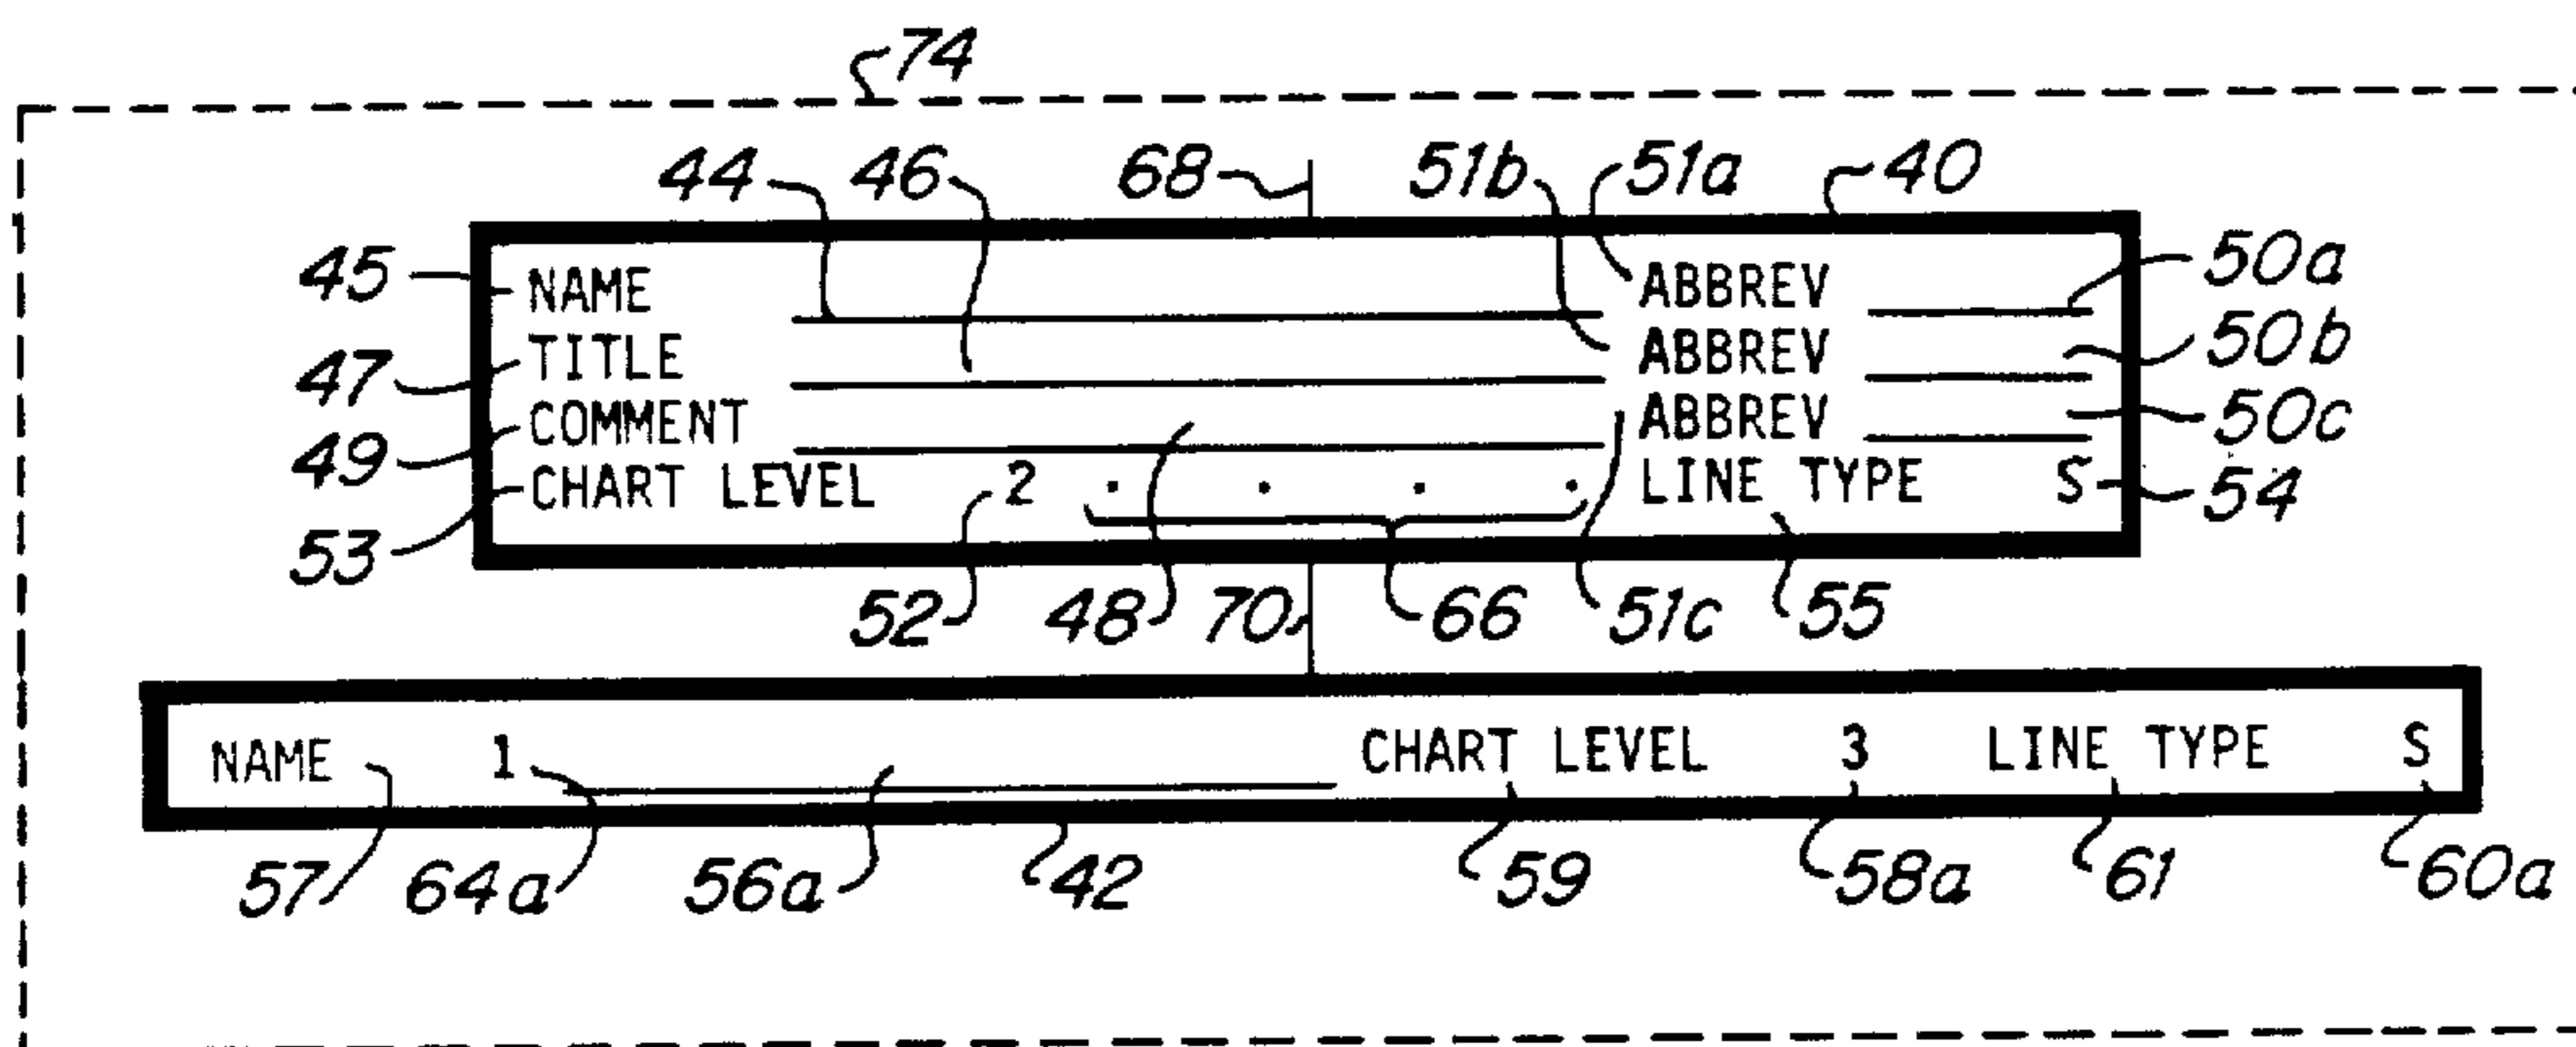 74
44 46 68 51b 51a 40
45 NAME ABBREV 50a
47 TITLE ABBREV 50b
49 COMMENT ABBREV 50c
53 CHART LEVEL 2 . . . . LINE TYPE S 54
52 48 70 66 51c 55
NAME 1 CHART LEVEL 3 LINE TYPE S
57 64a 56a 42 59 58a 61 60a